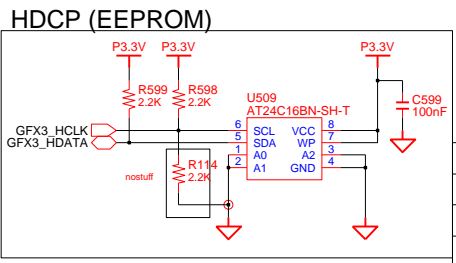 HDCP (EEPROM)
P3.3V P3.3V P3.3V
R599 2.2K
R598 2.2K
U509
AT24C16BN-SH-T
C599
100nF
GFX3_HCLK
GFX3_HDATA
6 SCL VCC 8
5 SDA WP 7
1 A0 A2 3
2 A1 GND 4
nostuff
R114
2.2K